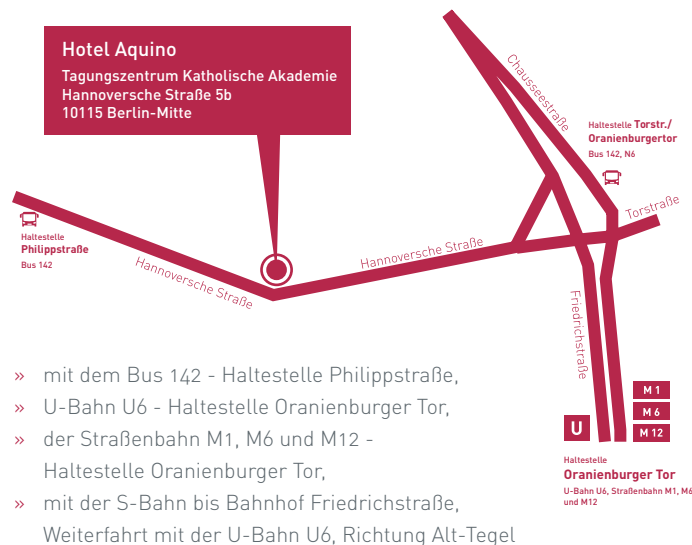 Hotel Aquino
Tagungszentrum Katholische Akademie
Hannoversche Straße 5b
10115 Berlin-Mitte
Chausseestraße
Haltestelle Torstr./
Oranienburgertor
Bus 142, N6
Torstraße
Haltestelle
Philippstraße
Bus 142
Hannoversche Straße
Hannoversche Straße
Friedrichstraße
» mit dem Bus 142 - Haltestelle Philippstraße,
» U-Bahn U6 - Haltestelle Oranienburger Tor,
» der Straßenbahn M1, M6 und M12 -
Haltestelle Oranienburger Tor,
» mit der S-Bahn bis Bahnhof Friedrichstraße,
Weiterfahrt mit der U-Bahn U6, Richtung Alt-Tegel
M 1
M 6
M 12
U
Haltestelle
Oranienburger Tor
U-Bahn U6, Straßenbahn M1, M6
und M12